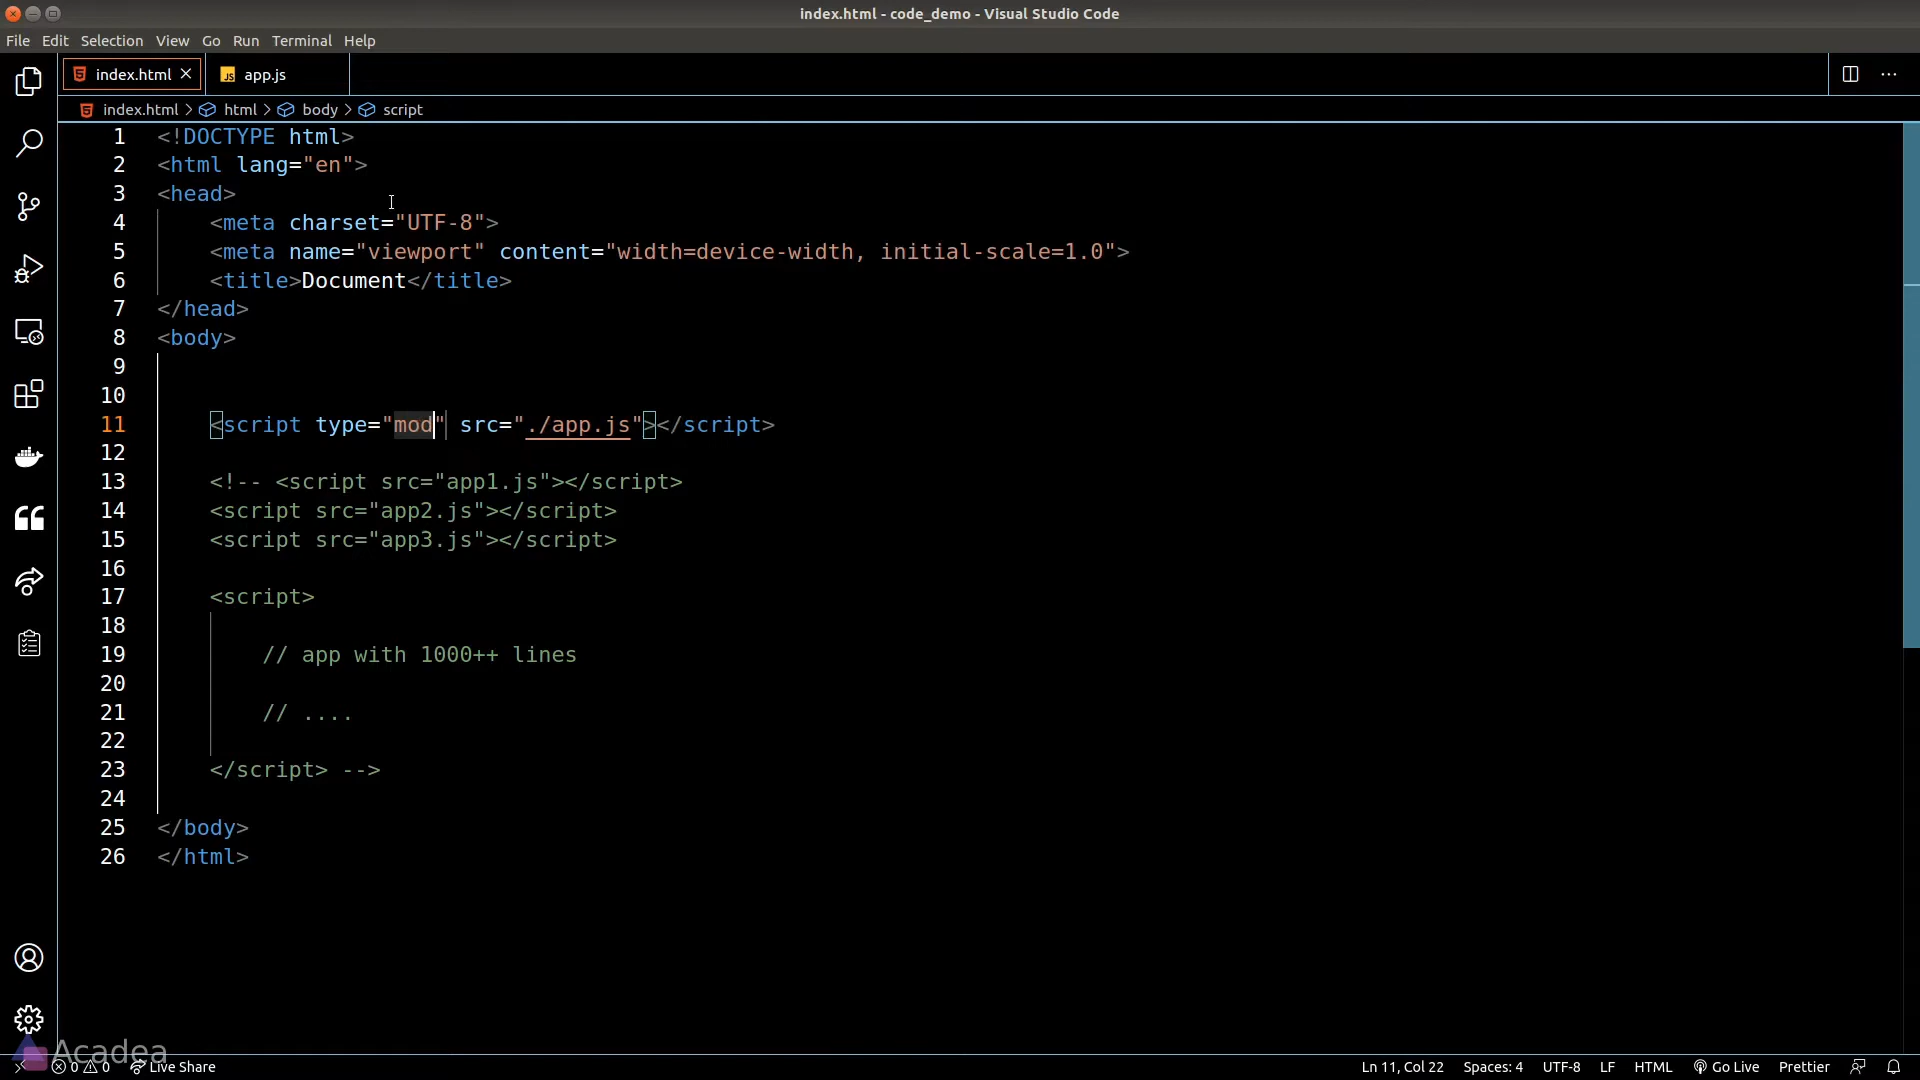 index.html - code_demo - Visual Studio Code
File Edit Selection View Go Run Terminal Help
index.html app.js
index.html > html > body > script
1 <!DOCTYPE html>
2 <html lang="en">
3 <head>
4 <meta charset="UTF-8">
5 <meta name="viewport" content="width=device-width, initial-scale=1.0">
6 <title>Document</title>
7 </head>
8 <body>
9
10
11 <script type="mod" src="./app.js"></script>
12
13 <!-- <script src="app1.js"></script>
14 <script src="app2.js"></script>
15 <script src="app3.js"></script>
16
17 <script>
18
19 // app with 1000++ lines
20
21 // ....
22
23 </script> -->
24
25 </body>
26 </html>
Acadea
0 0 Live Share Ln 11, Col 22 Spaces: 4 UTF-8 LF HTML Go Live Prettier